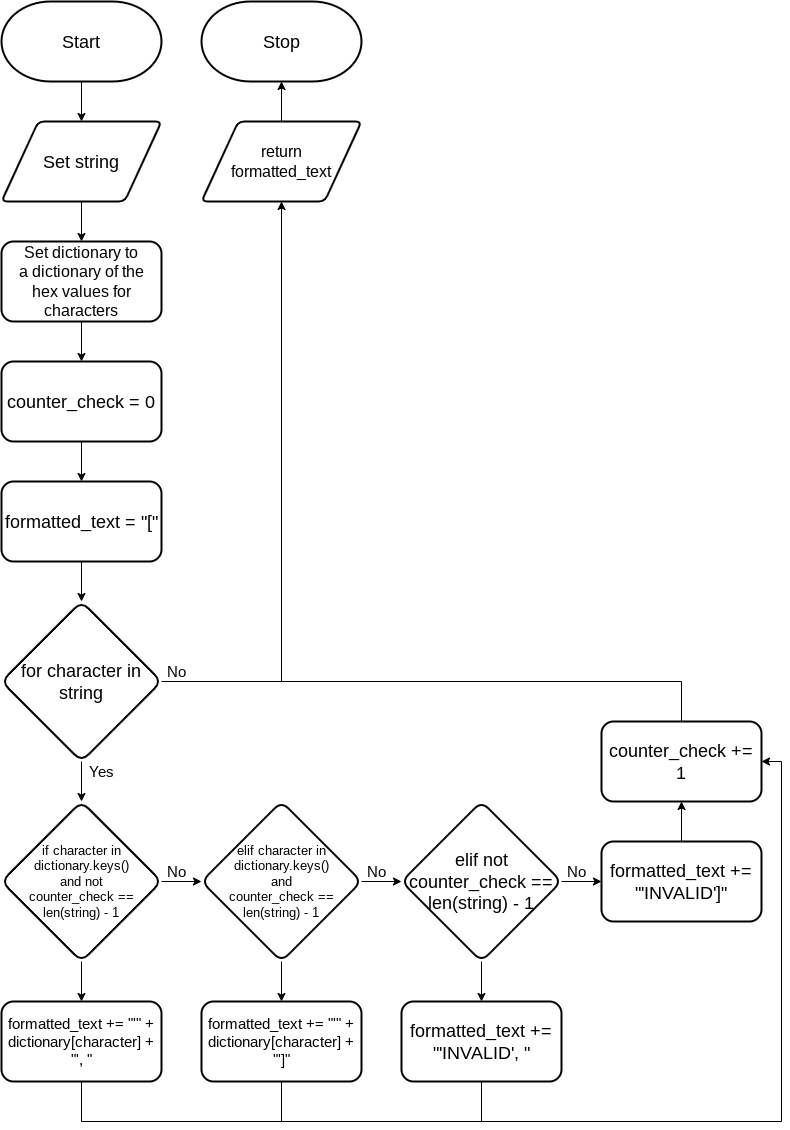 Start
Stop
Set string
return
formatted_text
Set dictionary to
a dictionary of the
hex values for
characters
counter_check = 0
formatted_text = "["
for character in
string
No
Yes
counter_check +=
1
if character in
dictionary.keys()
and not
counter_check ==
len(string) - 1
No
elif character in
dictionary.keys()
and
counter_check ==
len(string) - 1
No
elif not
counter_check ==
len(string) - 1
No
formatted_text +=
"'INVALID']"
formatted_text += "'" +
dictionary[character] +
"', "
formatted_text += "'" +
dictionary[character] +
"']"
formatted_text +=
"'INVALID', "